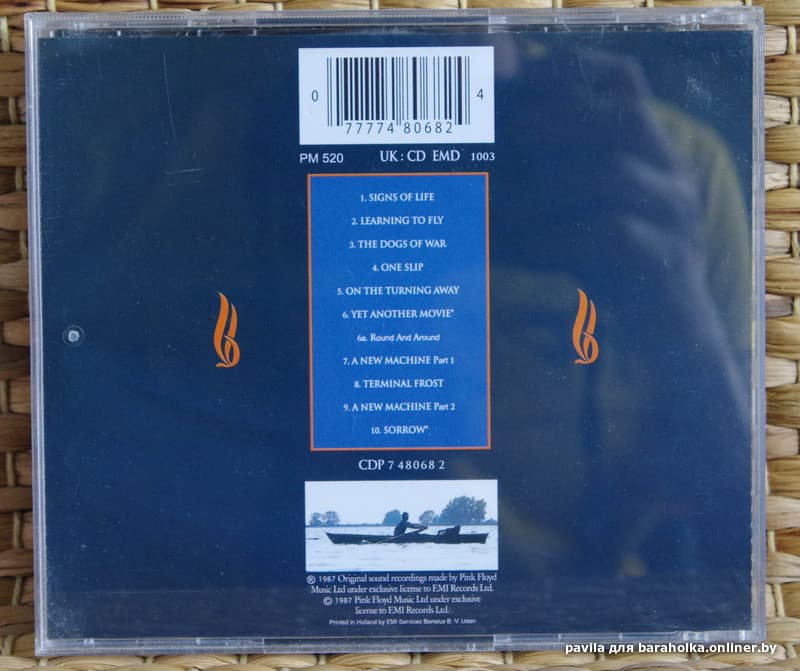 0 77774 80682 4
PM 520 UK : CD EMD 1003
1. SIGNS OF LIFE
2. LEARNING TO FLY
3. THE DOGS OF WAR
4. ONE SLIP
5. ON THE TURNING AWAY
6. YET ANOTHER MOVIE*
6a. Round And Around
7. A NEW MACHINE Part 1
8. TERMINAL FROST
9. A NEW MACHINE Part 2
10. SORROW*
CDP 7 48068 2
℗ 1987 Original sound recordings made by Pink Floyd
Music Ltd under exclusive license to EMI Records Ltd.
© 1987 Pink Floyd Music Ltd under exclusive
license to EMI Records Ltd.
Printed in Holland by EMI Services Benelux B. V. Uden
pavila для baraholka.onliner.by